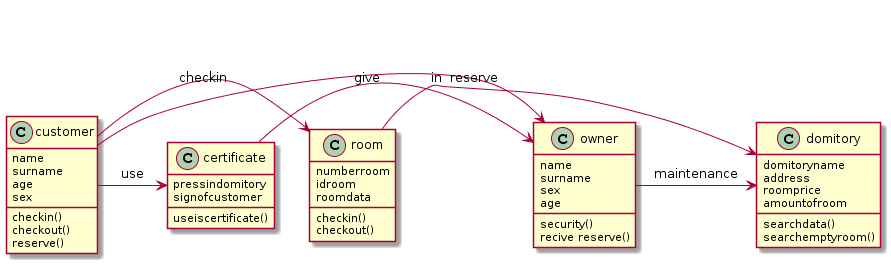 checkin
give
in
reserve
use
maintenance
C customer
name
surname
age
sex
checkin()
checkout()
reserve()
C certificate
pressindomitory
signofcustomer
useiscertificate()
C room
numberroom
idroom
roomdata
checkin()
checkout()
C owner
name
surname
sex
age
security()
recive reserve()
C domitory
domitoryname
address
roomprice
amountofroom
searchdata()
searchemptyroom()